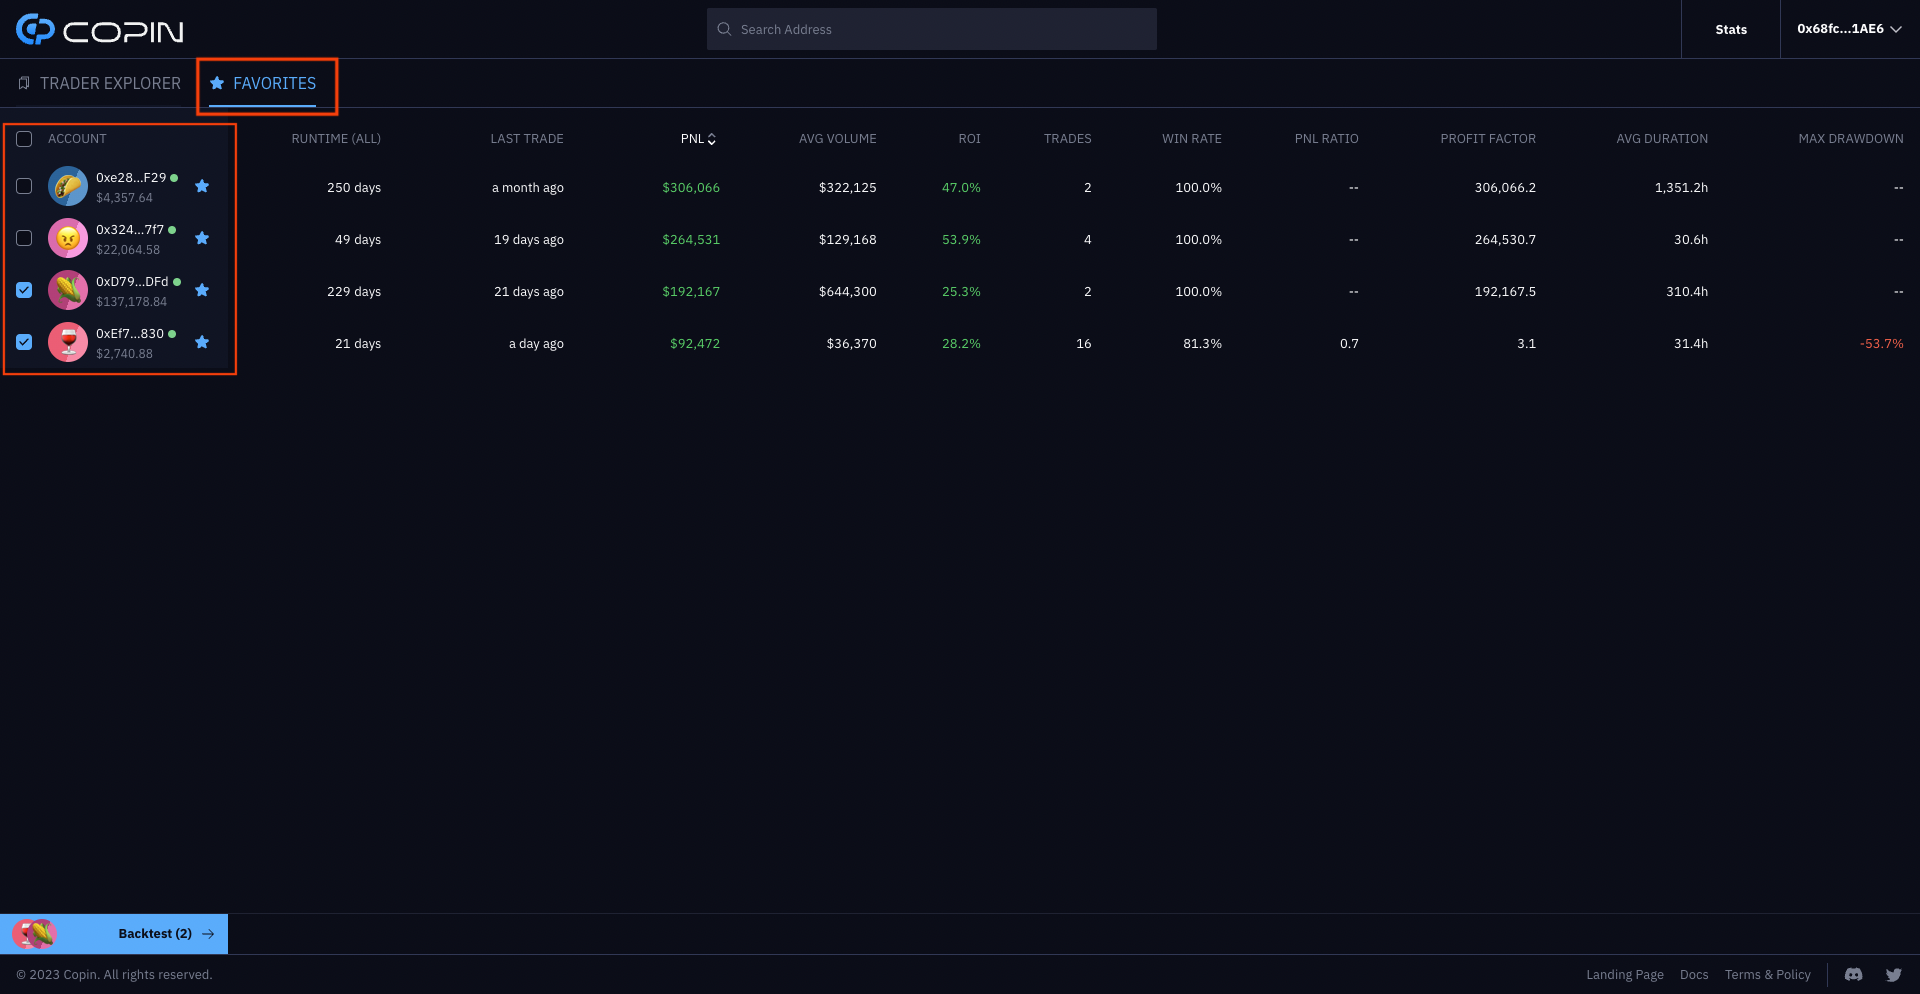 COPIN
Search Address
Stats
0x68fc...1AE6
TRADER EXPLORER
FAVORITES
ACCOUNT RUNTIME (ALL) LAST TRADE PNL AVG VOLUME ROI TRADES WIN RATE PNL RATIO PROFIT FACTOR AVG DURATION MAX DRAWDOWN
0xe28...F29
$4,357.64
250 days a month ago $306,066 $322,125 47.0% 2 100.0% -- 306,066.2 1,351.2h --
0x324...7f7
$22,064.58
49 days 19 days ago $264,531 $129,168 53.9% 4 100.0% -- 264,530.7 30.6h --
0xD79...DFd
$137,178.84
229 days 21 days ago $192,167 $644,300 25.3% 2 100.0% -- 192,167.5 310.4h --
0xEf7...830
$2,740.88
21 days a day ago $92,472 $36,370 28.2% 16 81.3% 0.7 3.1 31.4h -53.7%
Backtest (2)
© 2023 Copin. All rights reserved.
Landing Page Docs Terms & Policy